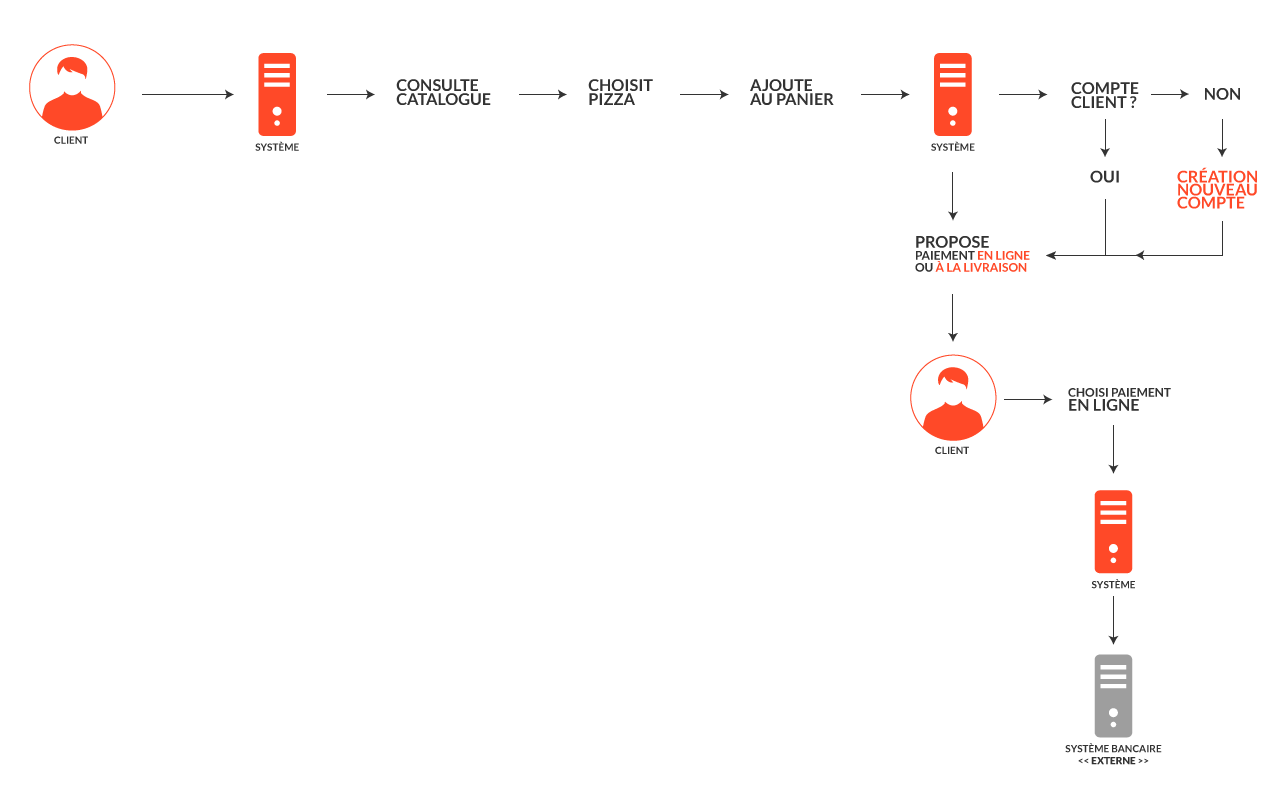 CLIENT
SYSTÈME
CONSULTE
CATALOGUE
CHOISIT
PIZZA
AJOUTE
AU PANIER
SYSTÈME
COMPTE
CLIENT ?
NON
OUI
CRÉATION
NOUVEAU
COMPTE
PROPOSE
PAIEMENT EN LIGNE
OU À LA LIVRAISON
CLIENT
CHOISI PAIEMENT
EN LIGNE
SYSTÈME
SYSTÈME BANCAIRE
<< EXTERNE >>